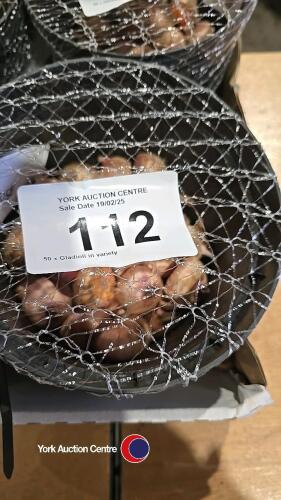 YORK AUCTION CENTRE
Sale Date 19/02/25
112
50 x Gladioli in variety
York Auction Centre